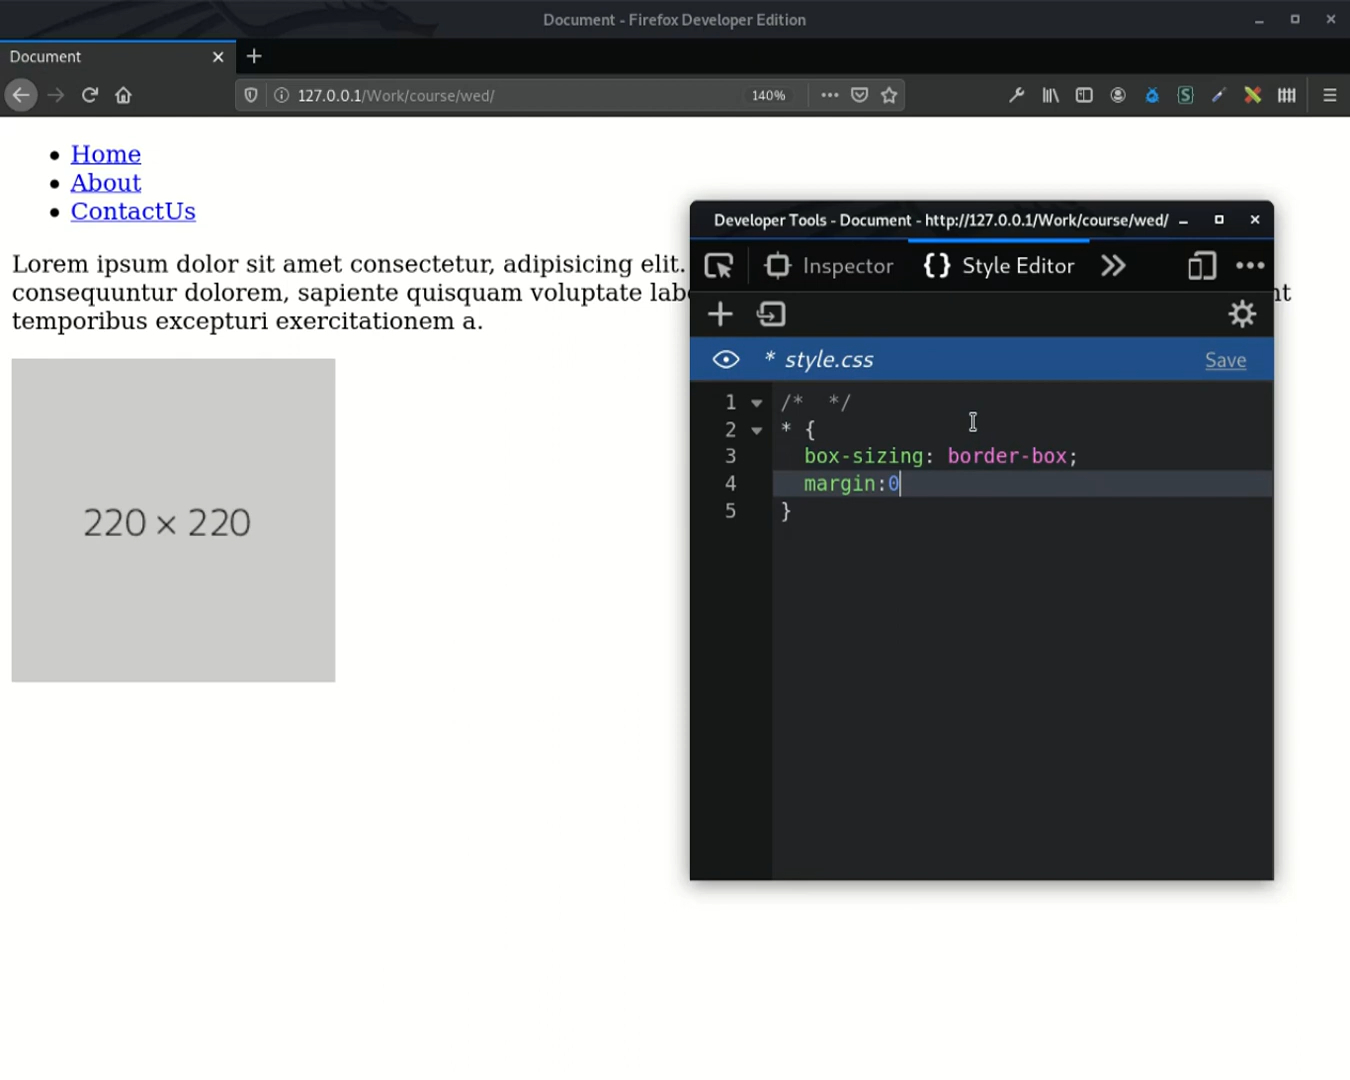 Document - Firefox Developer Edition
Document
127.0.0.1/Work/course/wed/
140%
Home
About
ContactUs
Lorem ipsum dolor sit amet consectetur, adipisicing elit.
consequuntur dolorem, sapiente quisquam voluptate
temporibus excepturi exercitationem a.
220 × 220
Developer Tools - Document - http://127.0.0.1/Work/course/wed/
Inspector
{} Style Editor
* style.css
Save
1 /*  */
2 * {
3 box-sizing: border-box;
4 margin:0
5 }